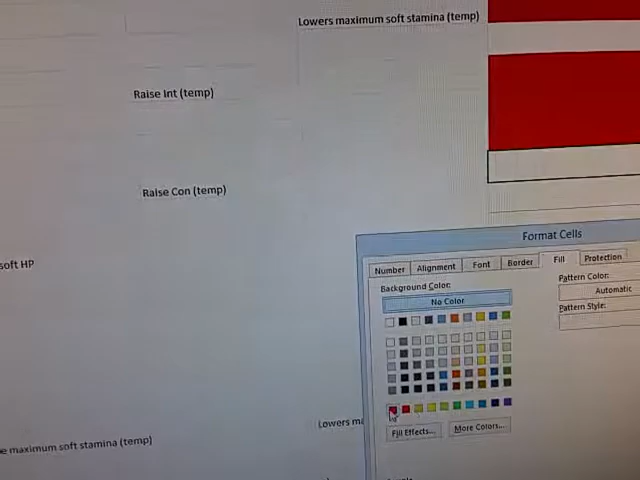 Lowers maximum soft stamina (temp)
Raise Int (temp)
Raise Con (temp)
soft HP
Format Cells
Number Alignment Font Border Fill Protection
Background Color:
No Color
Pattern Color:
Automatic
Pattern Style:
Fill Effects...
More Colors...
Lowers
maximum soft stamina (temp)